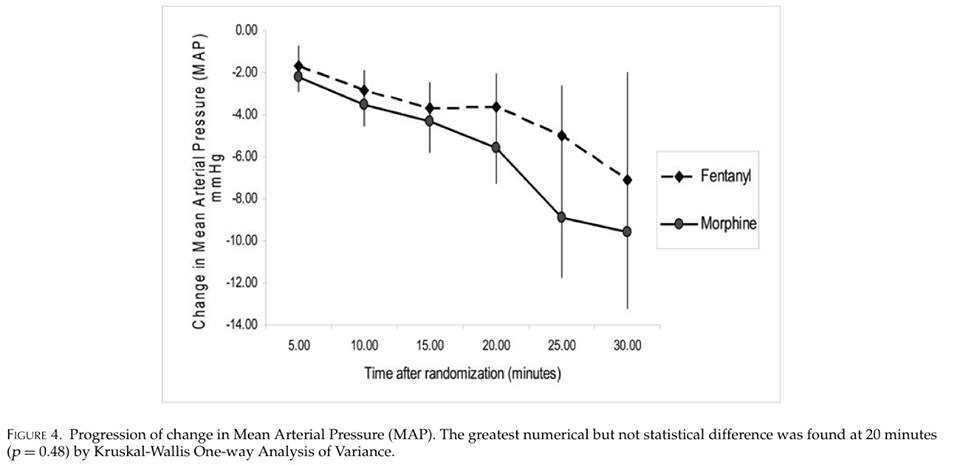 Change in Mean Arterial Pressure (MAP)
mmHg
0.00
-2.00
-4.00
-6.00
-8.00
-10.00
-12.00
-14.00
5.00 10.00 15.00 20.00 25.00 30.00
Time after randomization (minutes)
Fentanyl
Morphine
FIGURE 4. Progression of change in Mean Arterial Pressure (MAP). The greatest numerical but not statistical difference was found at 20 minutes
(p = 0.48) by Kruskal-Wallis One-way Analysis of Variance.